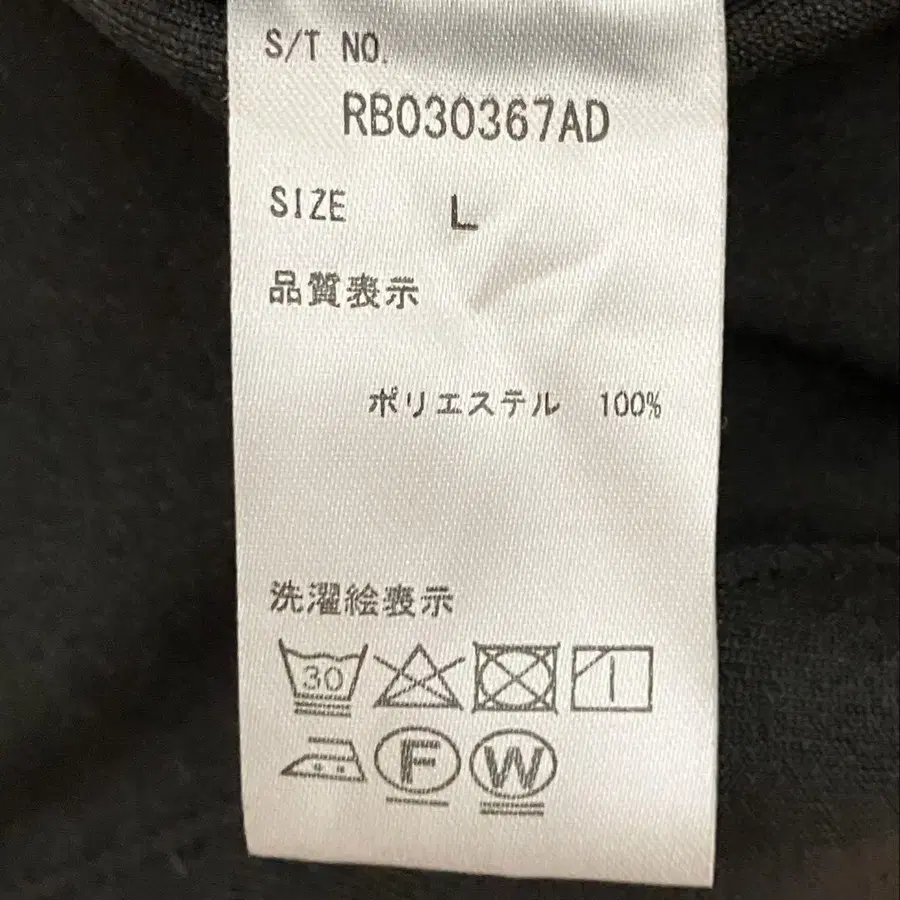 S/T NO.
RB030367AD
SIZE L
品質表示
ポリエステル 100%
洗濯絵表示
30
F W